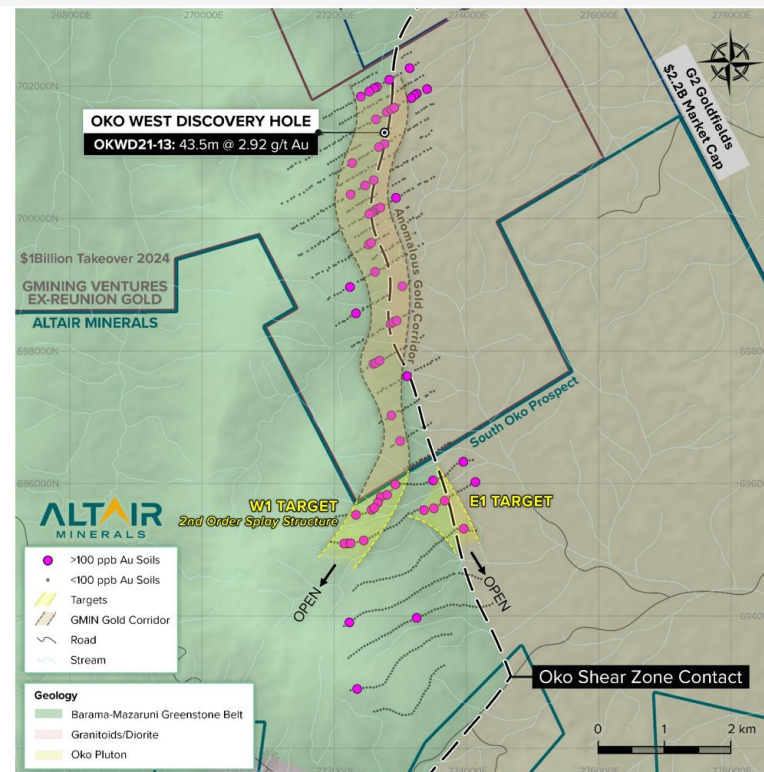 268000E
270000E
272000E
274000E
276000E
278000E
702000N
OKO WEST DISCOVERY HOLE
OKWD21-13: 43.5m @ 2.92 g/t Au
G2 Goldfields
$2.2B Market Cap
700000N
Anomalous Gold Corridor
$1Billion Takeover 2024
GMINING VENTURES
EX-REUNION GOLD
ALTAIR MINERALS
698000N
South Oko Prospect
696000N
W1 TARGET
2nd Order Splay Structure
E1 TARGET
ALTAIR
MINERALS
OPEN
OPEN
>100 ppb Au Soils
<100 ppb Au Soils
Targets
GMIN Gold Corridor
Road
Stream
Oko Shear Zone Contact
Geology
Barama-Mazaruni Greenstone Belt
Granitoids/Diorite
Oko Pluton
0 1 2 km
272000E
274000E
276000E